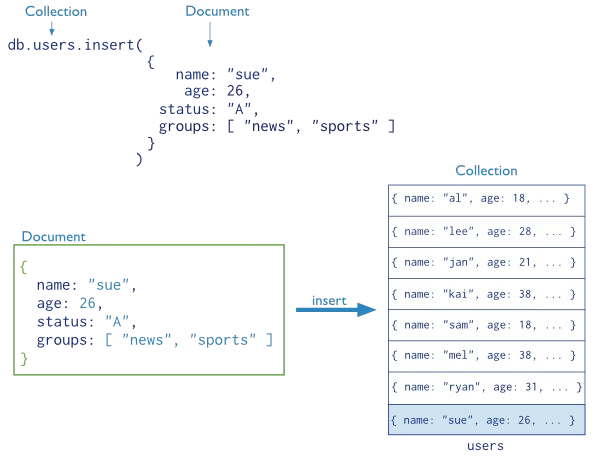 Collection Document
db.users.insert(
{
name: "sue",
age: 26,
status: "A",
groups: [ "news", "sports" ]
}
)
Document
{
name: "sue",
age: 26,
status: "A",
groups: [ "news", "sports" ]
}
insert
Collection
{ name: "al", age: 18, ... }
{ name: "lee", age: 28, ... }
{ name: "jan", age: 21, ... }
{ name: "kai", age: 38, ... }
{ name: "sam", age: 18, ... }
{ name: "mel", age: 38, ... }
{ name: "ryan", age: 31, ... }
{ name: "sue", age: 26, ... }
users